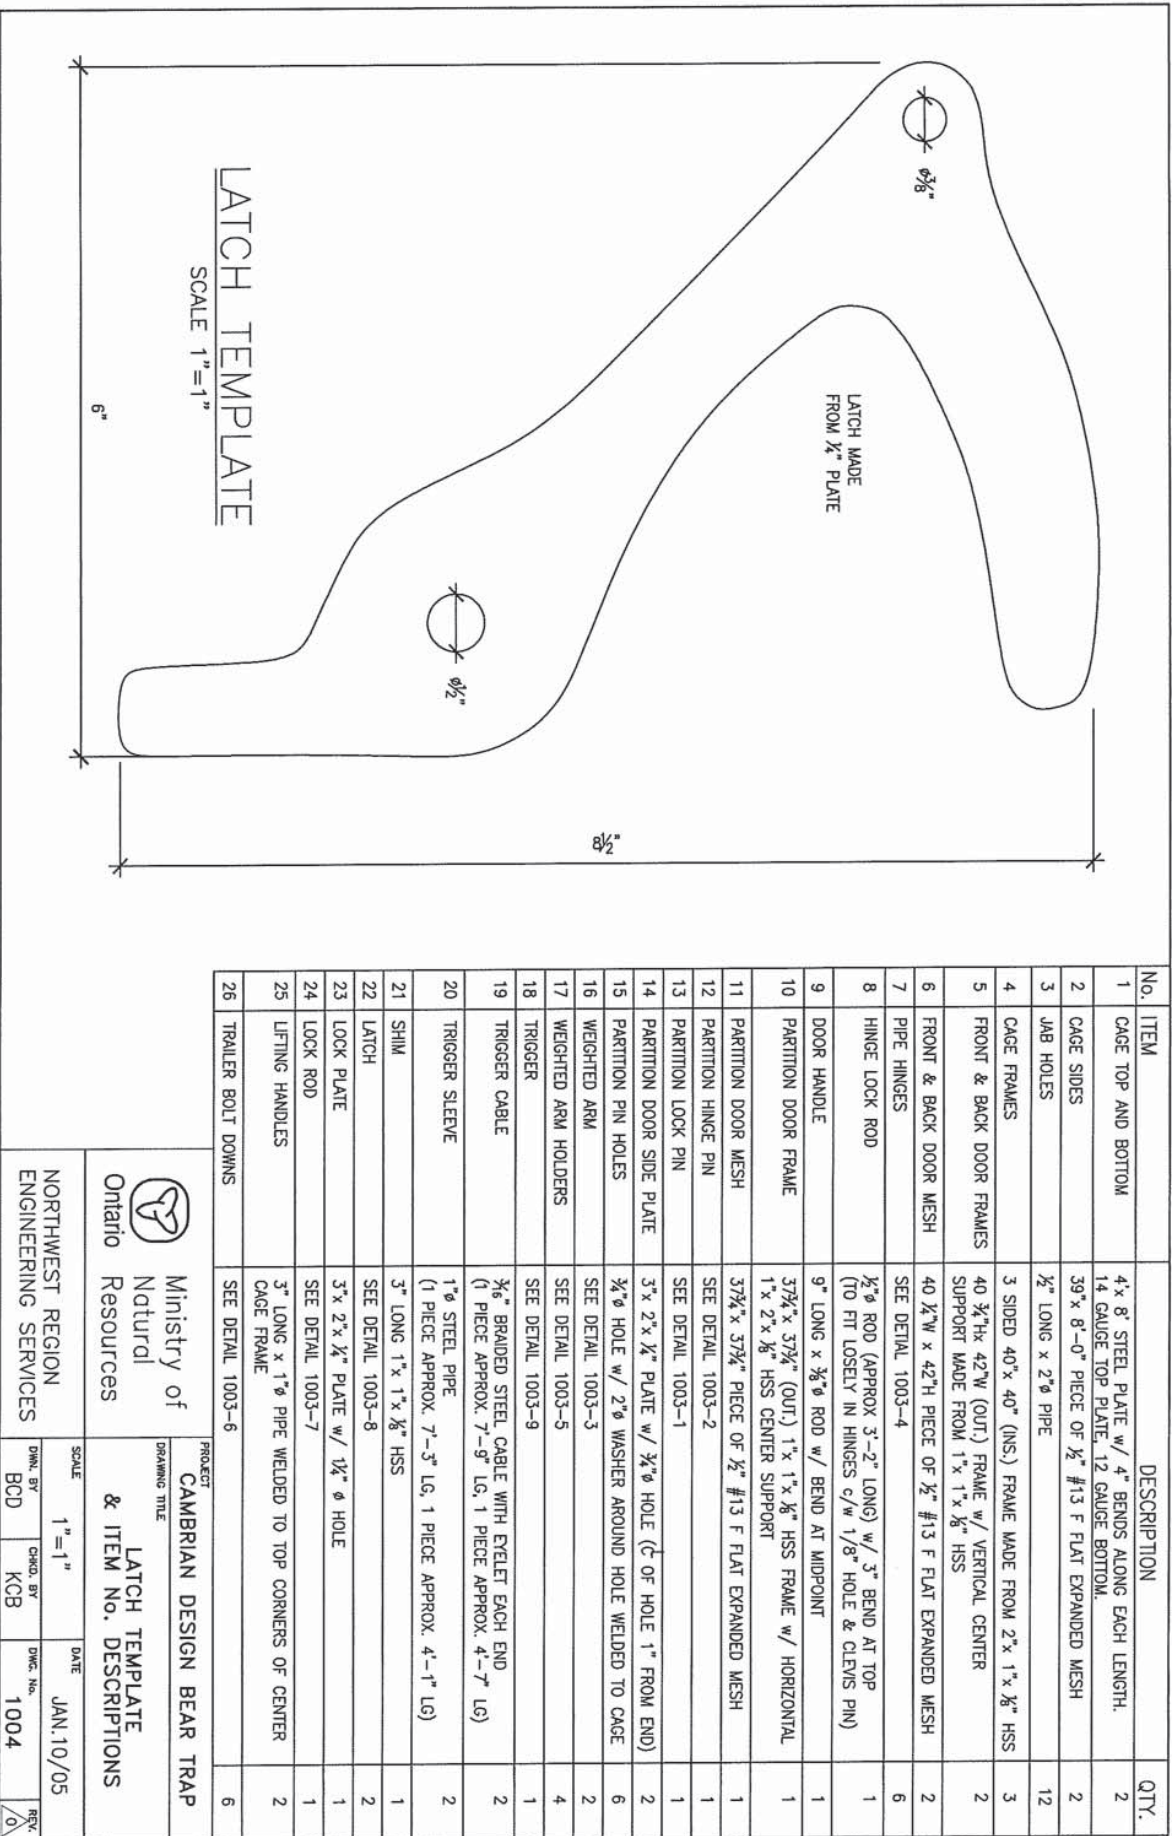 ⌀3/8"
LATCH MADE
FROM 1/4" PLATE
⌀1/2"
8 1/2"
6"
LATCH TEMPLATE
SCALE 1"=1"
No. ITEM DESCRIPTION QTY.
1 CAGE TOP AND BOTTOM 4'x 8' STEEL PLATE w/ 4" BENDS ALONG EACH LENGTH. 2
14 GAUGE TOP PLATE, 12 GAUGE BOTTOM.
2 CAGE SIDES 39"x 8'-0" PIECE OF 1/2" #13 F FLAT EXPANDED MESH 2
3 JAB HOLES 1/2" LONG x 2"⌀ PIPE 12
4 CAGE FRAMES 3 SIDED 40"x 40" (INS.) FRAME MADE FROM 2"x 1"x 1/8" HSS 3
5 FRONT & BACK DOOR FRAMES 40 3/4"Hx 42"W (OUT.) FRAME w/ VERTICAL CENTER 2
SUPPORT MADE FROM 1"x 1"x 1/8" HSS
6 FRONT & BACK DOOR MESH 40 1/4"W x 42"H PIECE OF 1/2" #13 F FLAT EXPANDED MESH 2
7 PIPE HINGES SEE DETIAL 1003-4 6
8 HINGE LOCK ROD 1/2"⌀ ROD (APPROX 3'-2" LONG) w/ 3" BEND AT TOP 1
(TO FIT LOOSELY IN HINGES c/w 1/8" HOLE & CLEVIS PIN)
9 DOOR HANDLE 9" LONG x 3/8"⌀ ROD w/ BEND AT MIDPOINT 1
10 PARTITION DOOR FRAME 37 3/4"x 37 3/4" (OUT.) 1"x 1"x 1/8" HSS FRAME w/ HORIZONTAL 1
1"x 2"x 1/8" HSS CENTER SUPPORT
11 PARTITION DOOR MESH 37 3/4"x 37 3/4" PIECE OF 1/2" #13 F FLAT EXPANDED MESH 1
12 PARTITION HINGE PIN SEE DETAIL 1003-2 1
13 PARTITION LOCK PIN SEE DETAIL 1003-1 1
14 PARTITION DOOR SIDE PLATE 3"x 2"x 1/4" PLATE w/ 3/4"⌀ HOLE (℄ OF HOLE 1" FROM END) 2
15 PARTITION PIN HOLES 3/4"⌀ HOLE w/ 2"⌀ WASHER AROUND HOLE WELDED TO CAGE 6
16 WEIGHTED ARM SEE DETAIL 1003-3 2
17 WEIGHTED ARM HOLDERS SEE DETAIL 1003-5 4
18 TRIGGER SEE DETAIL 1003-9 1
19 TRIGGER CABLE 3/16" BRAIDED STEEL CABLE WITH EYELET EACH END 2
(1 PIECE APPROX. 7'-9" LG, 1 PIECE APPROX. 4'-7" LG)
20 TRIGGER SLEEVE 1"⌀ STEEL PIPE 2
(1 PIECE APPROX. 7'-3" LG, 1 PIECE APPROX. 4'-1" LG)
21 SHIM 3" LONG 1"x 1"x 1/8" HSS 1
22 LATCH SEE DETAIL 1003-8 2
23 LOCK PLATE 3"x 2"x 1/4" PLATE w/ 1 1/4" ⌀ HOLE 1
24 LOCK ROD SEE DETAIL 1003-7 1
25 LIFTING HANDLES 3" LONG x 1"⌀ PIPE WELDED TO TOP CORNERS OF CENTER 2
CAGE FRAME
26 TRAILER BOLT DOWNS SEE DETAIL 1003-6 6
Ontario
Ministry of
Natural
Resources
NORTHWEST REGION
ENGINEERING SERVICES
PROJECT
CAMBRIAN DESIGN BEAR TRAP
DRAWING TITLE
LATCH TEMPLATE
& ITEM No. DESCRIPTIONS
SCALE
1"=1"
DATE
JAN.10/05
DWN. BY
BCD
CHKD. BY
KCB
DWG. No.
1004
REV.
0